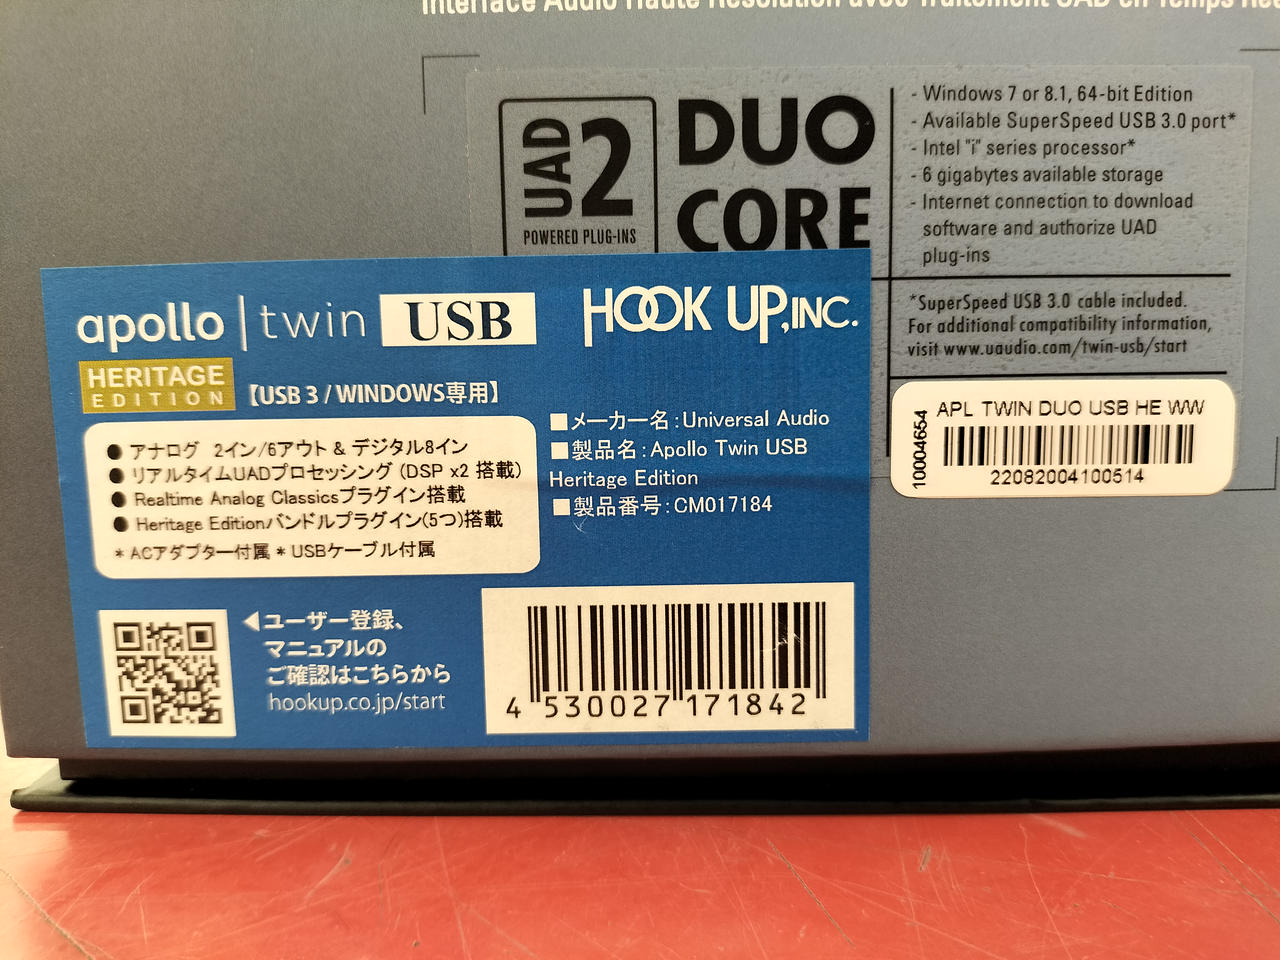 Interface Audio Haute Résolution avec Traitement UAD en Temps
UAD 2
POWERED PLUG-INS
DUO
CORE
- Windows 7 or 8.1, 64-bit Edition
- Available SuperSpeed USB 3.0 port*
- Intel "i" series processor*
- 6 gigabytes available storage
- Internet connection to download
software and authorize UAD
plug-ins
*SuperSpeed USB 3.0 cable included.
For additional compatibility information,
visit www.uaudio.com/twin-usb/start
10004654
APL TWIN DUO USB HE WW
22082004100514
apollo | twin USB
HOOK UP, INC.
HERITAGE
EDITION
【USB 3 / WINDOWS専用】
● アナログ 2イン/6アウト & デジタル8イン
● リアルタイムUADプロセッシング (DSP x2 搭載)
● Realtime Analog Classicsプラグイン搭載
● Heritage Editionバンドルプラグイン(5つ)搭載
* ACアダプター付属 * USBケーブル付属
■メーカー名:Universal Audio
■製品名:Apollo Twin USB
Heritage Edition
■製品番号:CM017184
◀ユーザー登録、
マニュアルの
ご確認はこちらから
hookup.co.jp/start
4 530027 171842